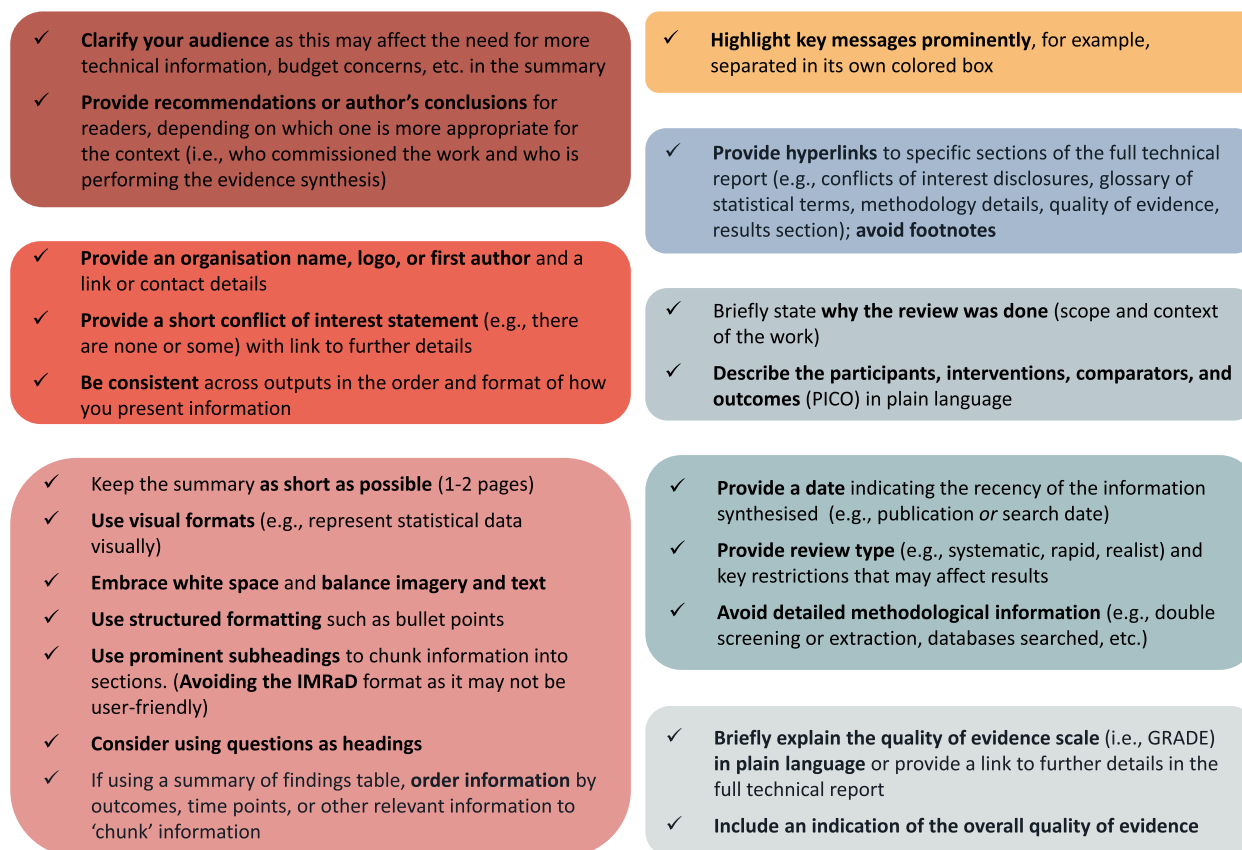 ✓ Clarify your audience as this may affect the need for more
technical information, budget concerns, etc. in the summary
✓ Provide recommendations or author's conclusions for
readers, depending on which one is more appropriate for
the context (i.e., who commissioned the work and who is
performing the evidence synthesis)
✓ Provide an organisation name, logo, or first author and a
link or contact details
✓ Provide a short conflict of interest statement (e.g., there
are none or some) with link to further details
✓ Be consistent across outputs in the order and format of how
you present information
✓ Keep the summary as short as possible (1-2 pages)
✓ Use visual formats (e.g., represent statistical data
visually)
✓ Embrace white space and balance imagery and text
✓ Use structured formatting such as bullet points
✓ Use prominent subheadings to chunk information into
sections. (Avoiding the IMRaD format as it may not be
user-friendly)
✓ Consider using questions as headings
✓ If using a summary of findings table, order information by
outcomes, time points, or other relevant information to
‘chunk’ information
✓ Highlight key messages prominently, for example,
separated in its own colored box
✓ Provide hyperlinks to specific sections of the full technical
report (e.g., conflicts of interest disclosures, glossary of
statistical terms, methodology details, quality of evidence,
results section); avoid footnotes
✓ Briefly state why the review was done (scope and context
of the work)
✓ Describe the participants, interventions, comparators, and
outcomes (PICO) in plain language
✓ Provide a date indicating the recency of the information
synthesised (e.g., publication or search date)
✓ Provide review type (e.g., systematic, rapid, realist) and
key restrictions that may affect results
✓ Avoid detailed methodological information (e.g., double
screening or extraction, databases searched, etc.)
✓ Briefly explain the quality of evidence scale (i.e., GRADE)
in plain language or provide a link to further details in the
full technical report
✓ Include an indication of the overall quality of evidence